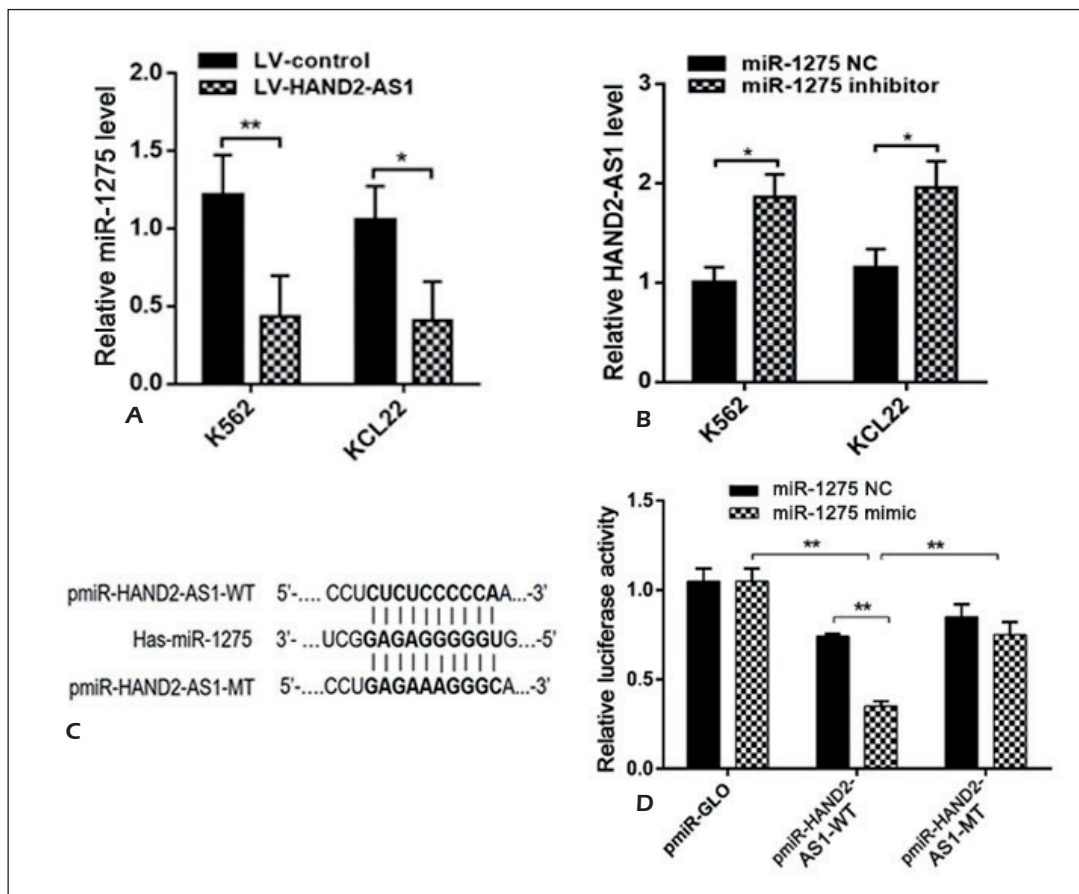 LV-control
LV-HAND2-AS1
Relative miR-1275 level
2.0
1.5
1.0
0.5
0.0
**
*
K562
KCL22
A
miR-1275 NC
miR-1275 inhibitor
Relative HAND2-AS1 level
3
2
1
0
*
*
K562
KCL22
B
pmiR-HAND2-AS1-WT 5'-.... CCUCUCUCCCCCAA...-3'
Has-miR-1275 3'- ...UCGGAGAGGGGGUG...-5'
pmiR-HAND2-AS1-MT 5'-....CCUGAGAAAGGGCA...-3'
C
miR-1275 NC
miR-1275 mimic
Relative luciferase activity
1.5
1.0
0.5
0.0
**
**
**
pmiR-GLO
pmiR-HAND2-
AS1-WT
pmiR-HAND2-
AS1-MT
D